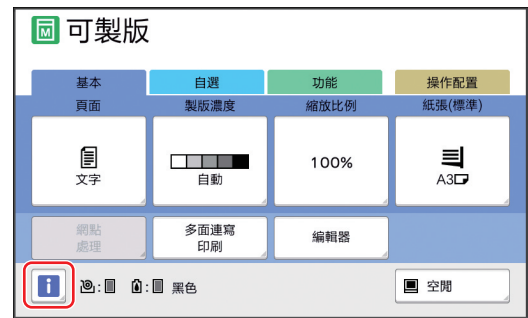 M 可製版
基本 自選 功能 操作配置
頁面 製版濃度 縮放比例 紙張(標準)
文字 自動 100% A3
網點 多面連寫 編輯器
處理 印刷
i : : 黑色 空閒